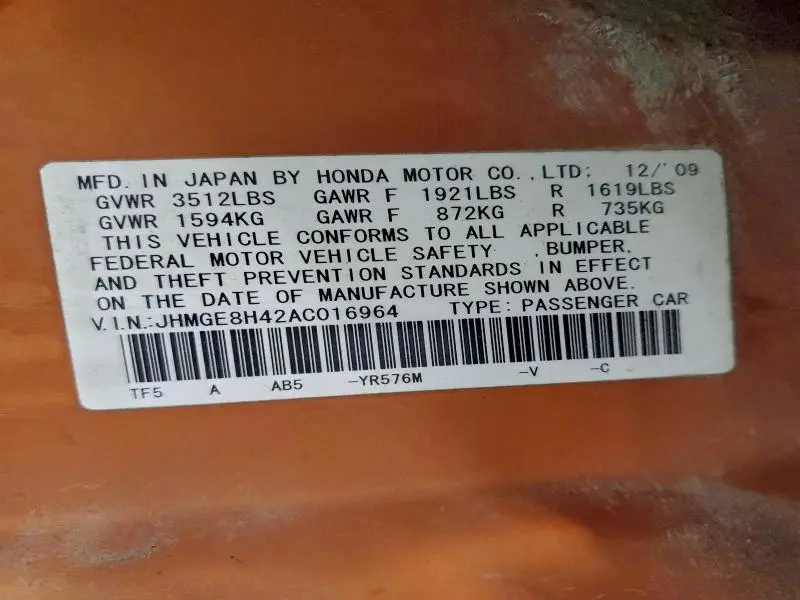 MFD. IN JAPAN BY HONDA MOTOR CO., LTD: 12/'09
GVWR 3512LBS GAWR F 1921LBS R 1619LBS
GVWR 1594KG GAWR F 872KG R 735KG
THIS VEHICLE CONFORMS TO ALL APPLICABLE
FEDERAL MOTOR VEHICLE SAFETY , BUMPER,
AND THEFT PREVENTION STANDARDS IN EFFECT
ON THE DATE OF MANUFACTURE SHOWN ABOVE.
V.I.N.:JHMGE8H42AC016964 TYPE: PASSENGER CAR
TF5 A AB5 -YR576M -V -C